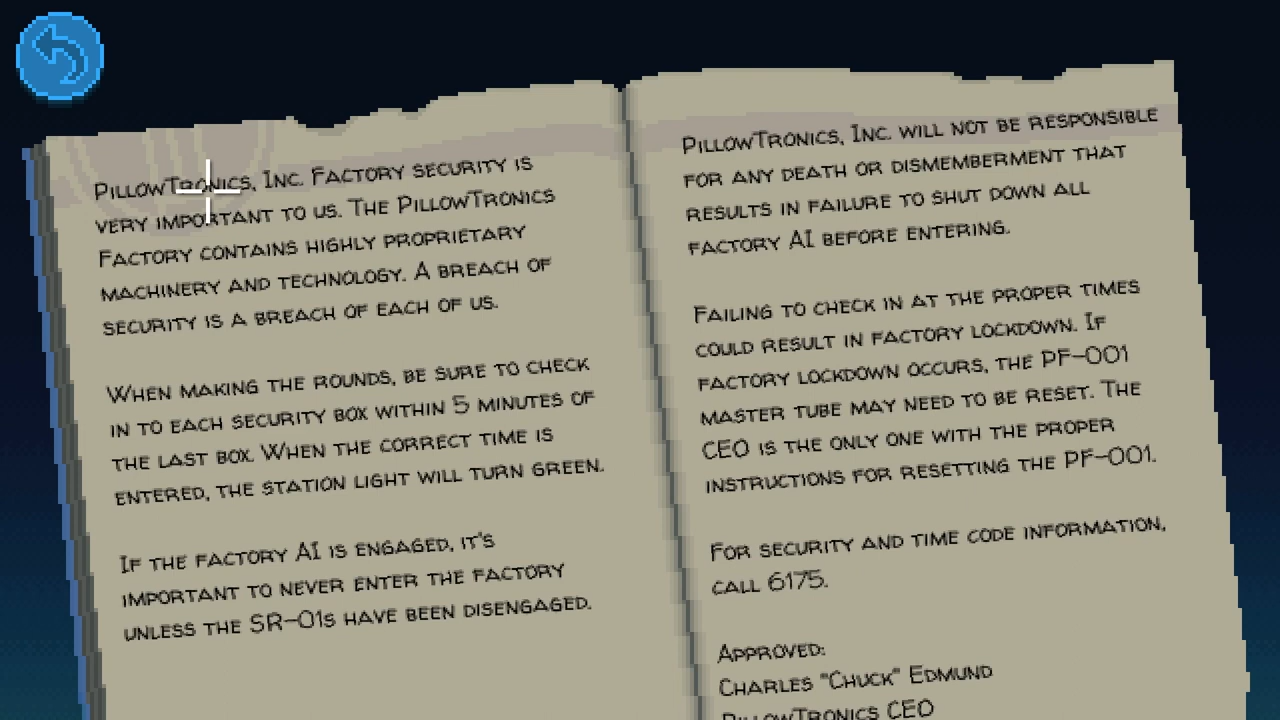 PillowTronics, Inc. Factory security is
very important to us. The PillowTronics
Factory contains highly proprietary
machinery and technology. A breach of
security is a breach of each of us.
When making the rounds, be sure to check
in to each security box within 5 minutes of
the last box. When the correct time is
entered, the station light will turn green.
If the factory AI is engaged, it's
important to never enter the factory
unless the SR-01s have been disengaged.
PillowTronics, Inc. will not be responsible
for any death or dismemberment that
results in failure to shut down all
factory AI before entering.
Failing to check in at the proper times
could result in factory lockdown. If
factory lockdown occurs, the PF-001
master tube may need to be reset. The
CEO is the only one with the proper
instructions for resetting the PF-001.
For security and time code information,
call 6175.
Approved:
Charles "Chuck" Edmund
PillowTronics CEO